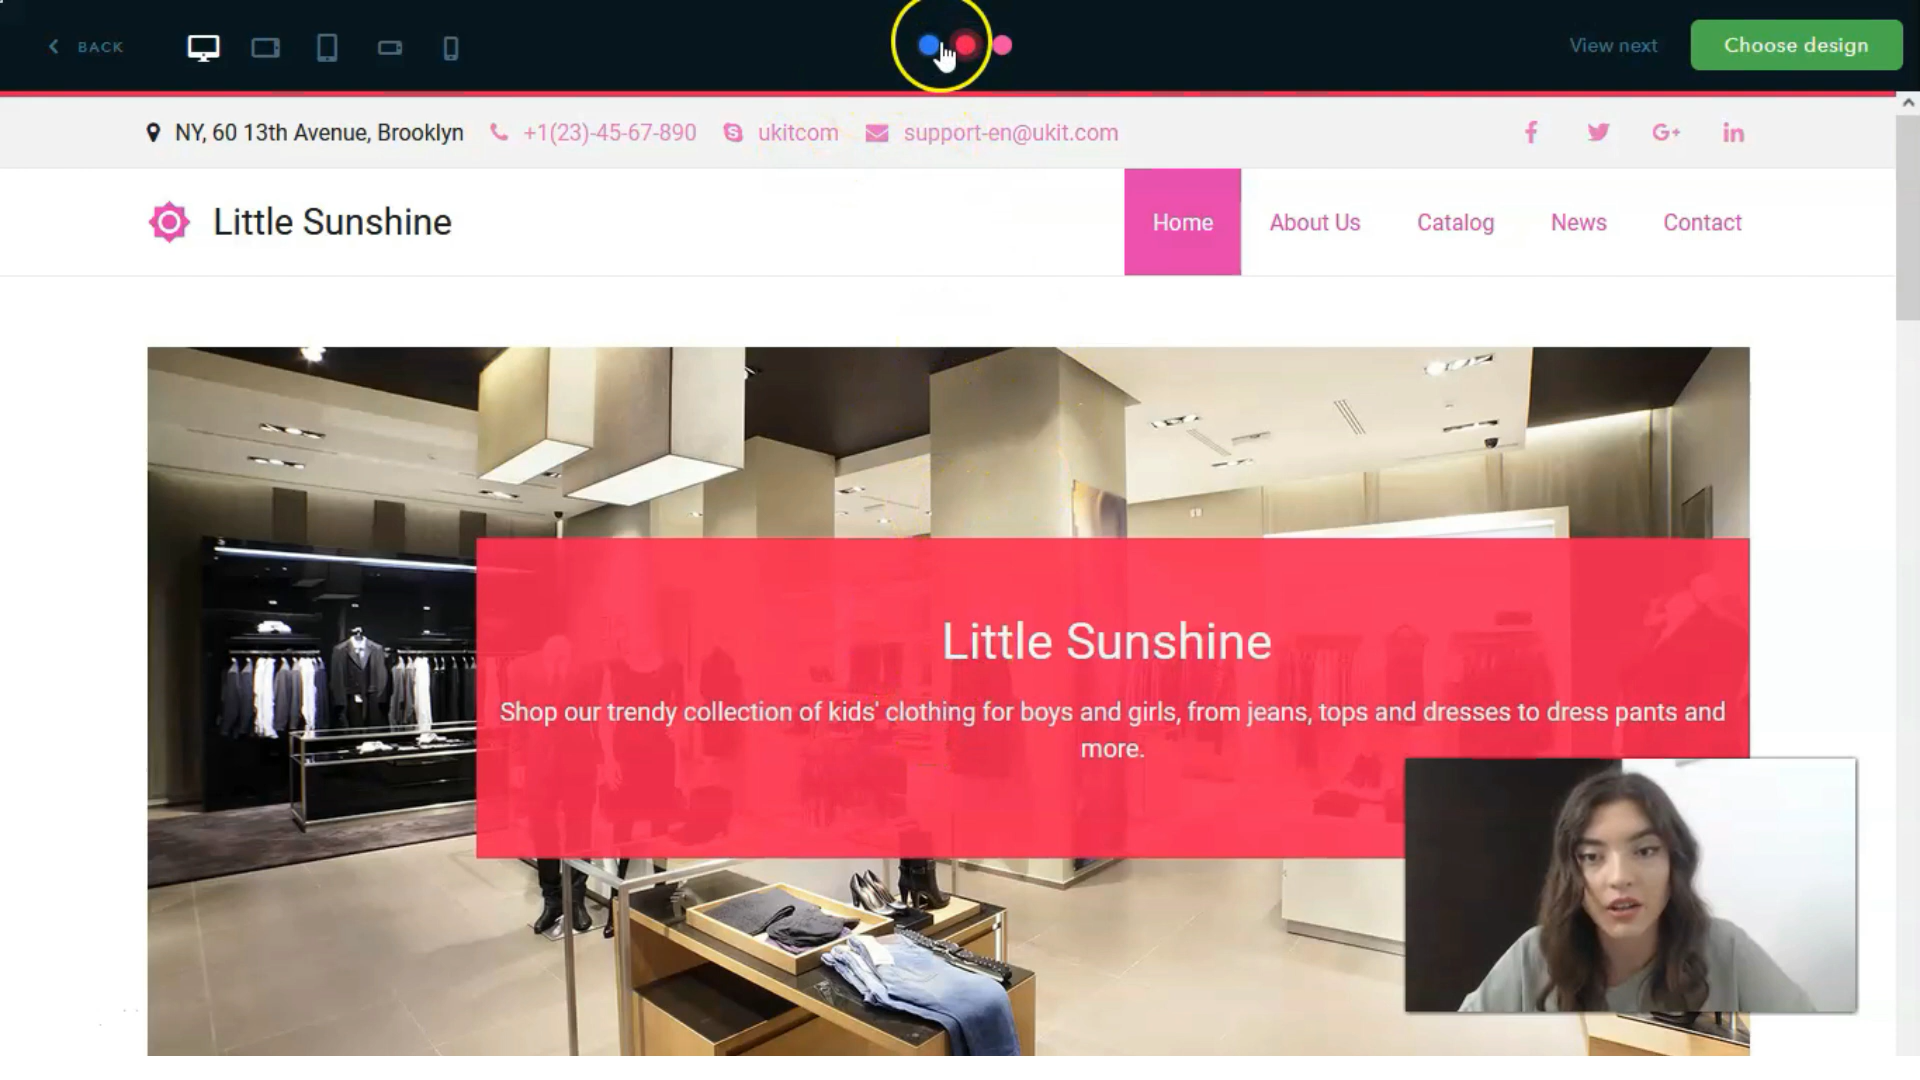 BACK
View next
Choose design
NY, 60 13th Avenue, Brooklyn +1(23)-45-67-890 ukitcom support-en@ukit.com
Little Sunshine
Home About Us Catalog News Contact
Little Sunshine
Shop our trendy collection of kids' clothing for boys and girls, from jeans, tops and dresses to dress pants and
more.